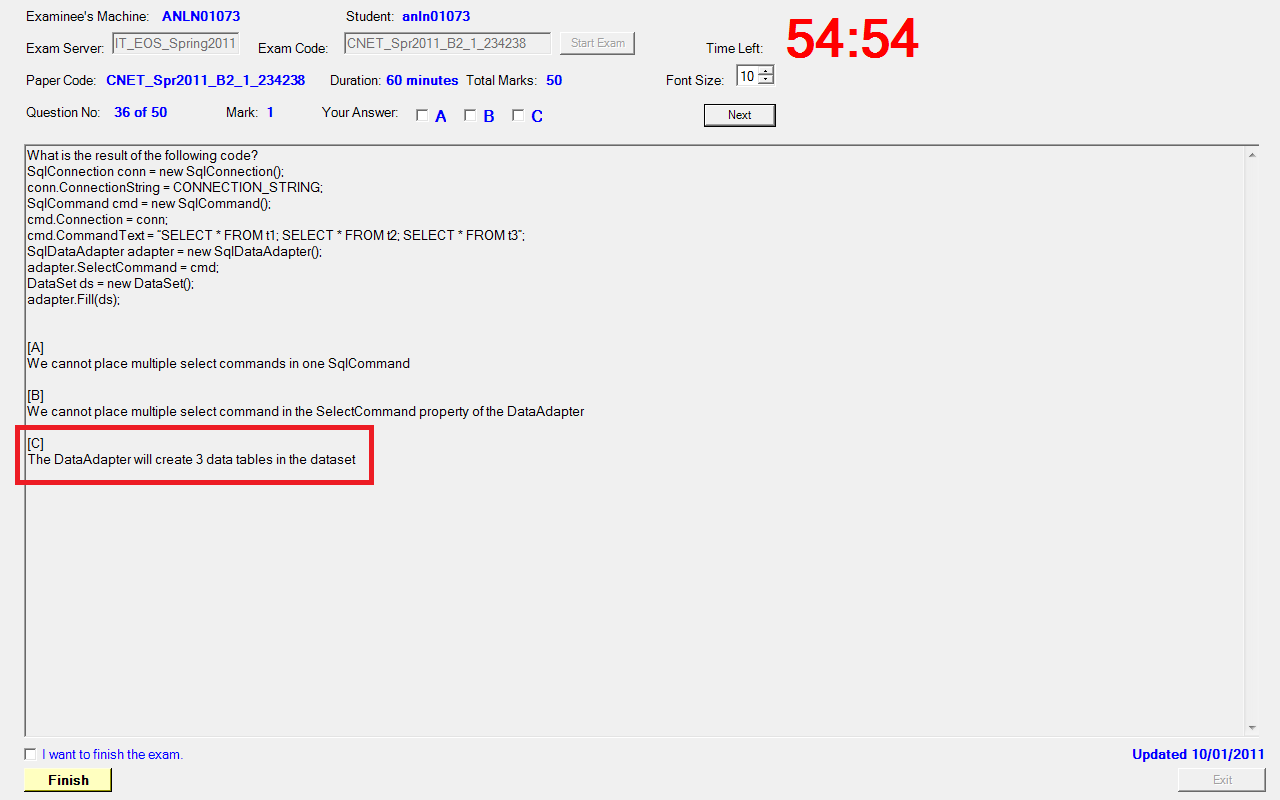 Examinee's Machine: ANLN01073 Student: anln01073
54:54
Exam Server: IT_EOS_Spring2011 Exam Code: CNET_Spr2011_B2_1_234238 Start Exam Time Left:
Paper Code: CNET_Spr2011_B2_1_234238 Duration: 60 minutes Total Marks: 50 Font Size: 10
Question No: 36 of 50 Mark: 1 Your Answer: A B C Next
What is the result of the following code?
SqlConnection conn = new SqlConnection();
conn.ConnectionString = CONNECTION_STRING;
SqlCommand cmd = new SqlCommand();
cmd.Connection = conn;
cmd.CommandText = “SELECT * FROM t1; SELECT * FROM t2; SELECT * FROM t3”;
SqlDataAdapter adapter = new SqlDataAdapter();
adapter.SelectCommand = cmd;
DataSet ds = new DataSet();
adapter.Fill(ds);
[A]
We cannot place multiple select commands in one SqlCommand
[B]
We cannot place multiple select command in the SelectCommand property of the DataAdapter
[C]
The DataAdapter will create 3 data tables in the dataset
I want to finish the exam. Updated 10/01/2011
Finish Exit